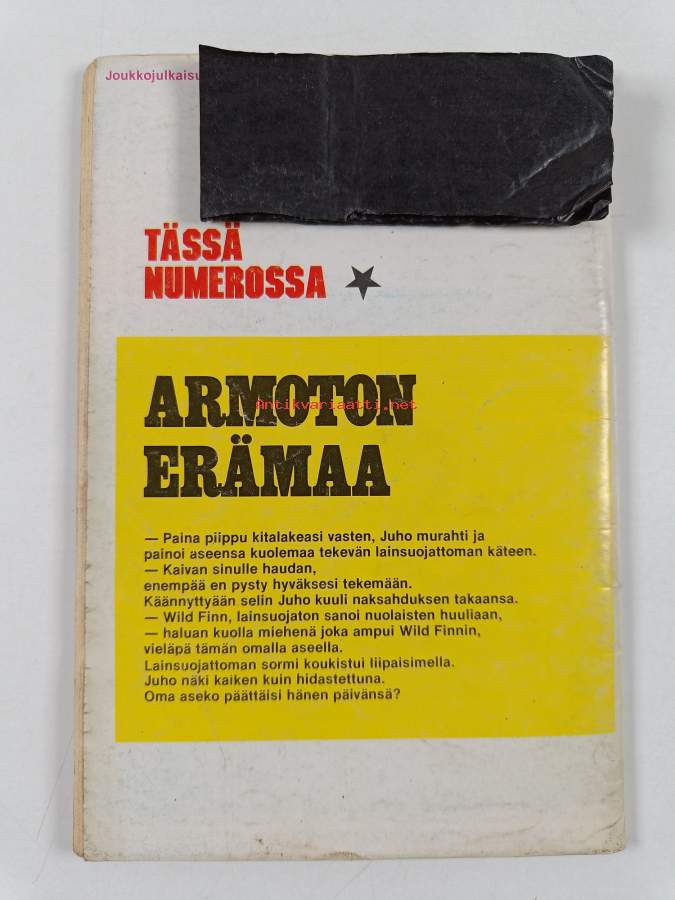 Joukkojulkaisu
TÄSSÄ
NUMEROSSA
ARMOTON
Antikvariaatti.net
ERÄMAA
— Paina piippu kitalakeasi vasten, Juho murahti ja
painoi aseensa kuolemaa tekevän lainsuojattoman käteen.
— Kaivan sinulle haudan,
enempää en pysty hyväksesi tekemään.
Käännyttyään selin Juho kuuli naksahduksen takaansa.
— Wild Finn, lainsuojaton sanoi nuolaisten huuliaan,
— haluan kuolla miehenä joka ampui Wild Finnin,
vieläpä tämän omalla aseella.
Lainsuojattoman sormi koukistui liipaisimella.
Juho näki kaiken kuin hidastettuna.
Oma aseko päättäisi hänen päivänsä?